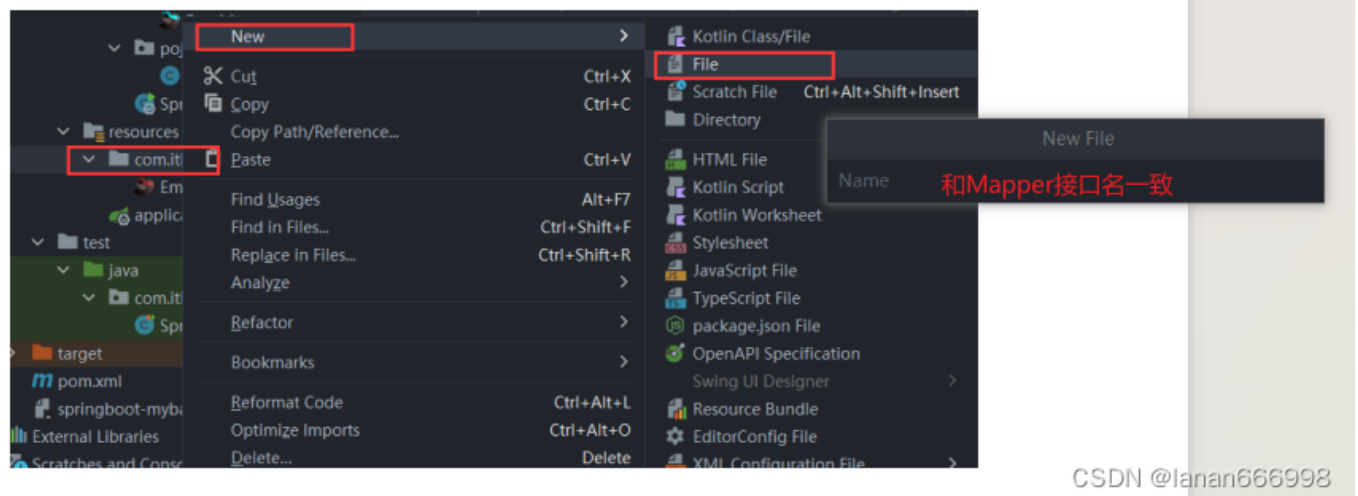 poj
Spr
resources
com.itl
Em
applica
test
java
com.itl
Spr
target
pom.xml
springboot-myba
External Libraries
Scratches and Consc
New
Cut Ctrl+X
Copy Ctrl+C
Copy Path/Reference...
Paste Ctrl+V
Find Usages Alt+F7
Find in Files... Ctrl+Shift+F
Replace in Files... Ctrl+Shift+R
Analyze
Refactor
Bookmarks
Reformat Code Ctrl+Alt+L
Optimize Imports Ctrl+Alt+O
Delete... Delete
Kotlin Class/File
File
Scratch File Ctrl+Alt+Shift+Insert
Directory
HTML File
Kotlin Script
Kotlin Worksheet
Stylesheet
JavaScript File
TypeScript File
package.json File
OpenAPI Specification
Swing UI Designer
Resource Bundle
EditorConfig File
XML Configuration File
New File
Name 和Mapper接口名一致
CSDN @lanan666998